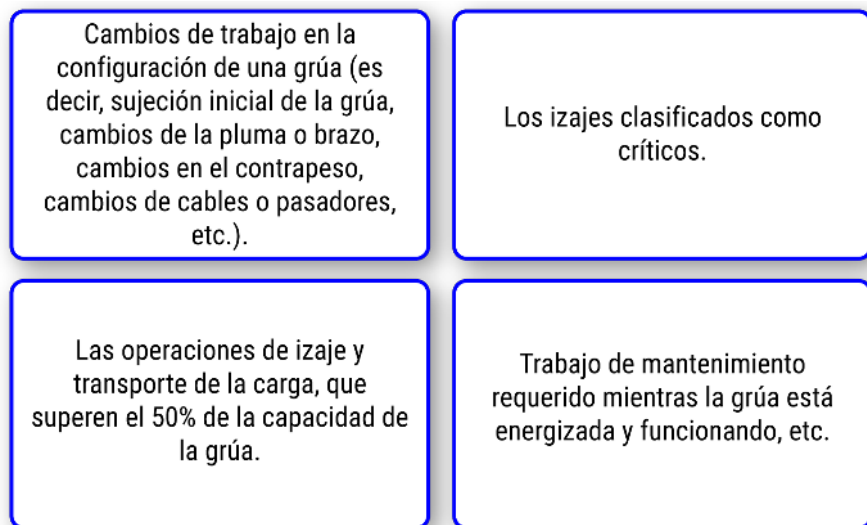 Cambios de trabajo en la
configuración de una grúa (es
decir, sujeción inicial de la grúa,
cambios de la pluma o brazo,
cambios en el contrapeso,
cambios de cables o pasadores,
etc.).
Los izajes clasificados como
críticos.
Las operaciones de izaje y
transporte de la carga, que
superen el 50% de la capacidad de
la grúa.
Trabajo de mantenimiento
requerido mientras la grúa está
energizada y funcionando, etc.